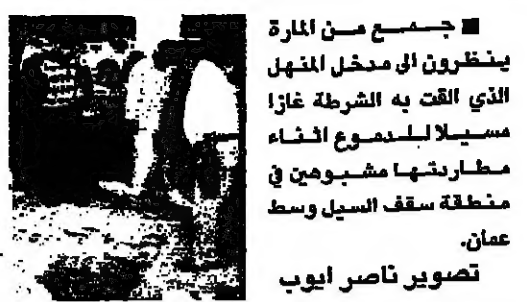 ■ جمع من المارة
ينظرون الى مدخل المنهل
الذي القت به الشرطة غازا
مسيلا للدموع اثناء
مطاردتها مشبوهين في
منطقة سقف السيل وسط
عمان.
تصوير ناصر ايوب